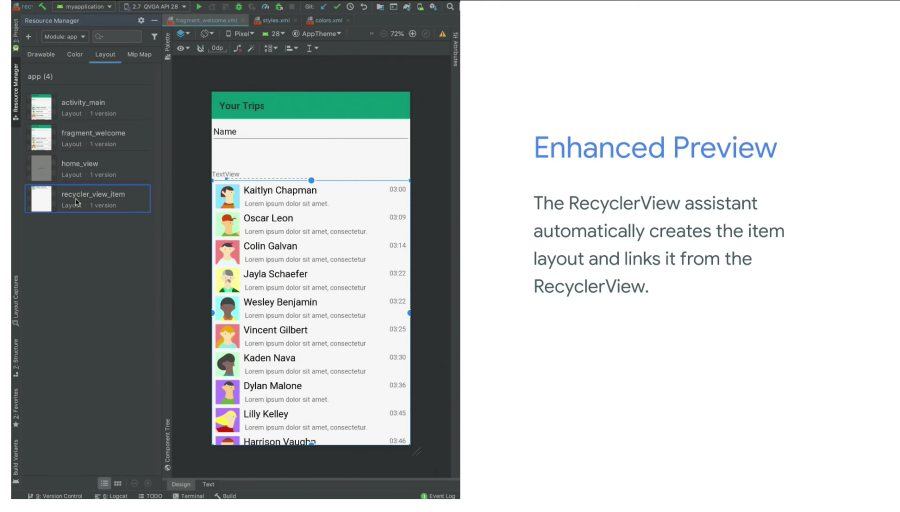 myapplication
2.7 QVGA API 28
Git:
Resource Manager
fragment_welcome.xml
styles.xml
colors.xml
Module: app
Pixel
28
AppTheme
72%
Drawable
Color
Layout
Mip Map
0dp
app (4)
activity_main
Layout 1 version
fragment_welcome
Layout 1 version
home_view
Layout 1 version
recycler_view_item
Layout 1 version
Project
Resource Manager
Layout Captures
Z: Structure
2: Favorites
Build Variants
Palette
Component Tree
Attributes
Your Trips
Name
TextView
Kaitlyn Chapman 03:00
Lorem ipsum dolor sit amet.
Oscar Leon 03:09
Lorem ipsum dolor sit amet, consectetur.
Colin Galvan 03:14
Lorem ipsum dolor sit amet, consectetur
Jayla Schaefer 03:22
Lorem ipsum dolor sit amet, consectetur.
Wesley Benjamin 03:22
Lorem ipsum dolor sit amet, consectetur
Vincent Gilbert 03:25
Lorem ipsum dolor sit amet, consectetur
Kaden Nava 03:30
Lorem ipsum dolor sit amet, consectetur
Dylan Malone 03:36
Lorem ipsum dolor sit amet.
Lilly Kelley 03:45
Lorem ipsum dolor sit amet, consectetur
Harrison Vaughn 03:46
Design
Text
9: Version Control
6: Logcat
TODO
Terminal
Build
1 Event Log
Enhanced Preview
The RecyclerView assistant
automatically creates the item
layout and links it from the
RecyclerView.